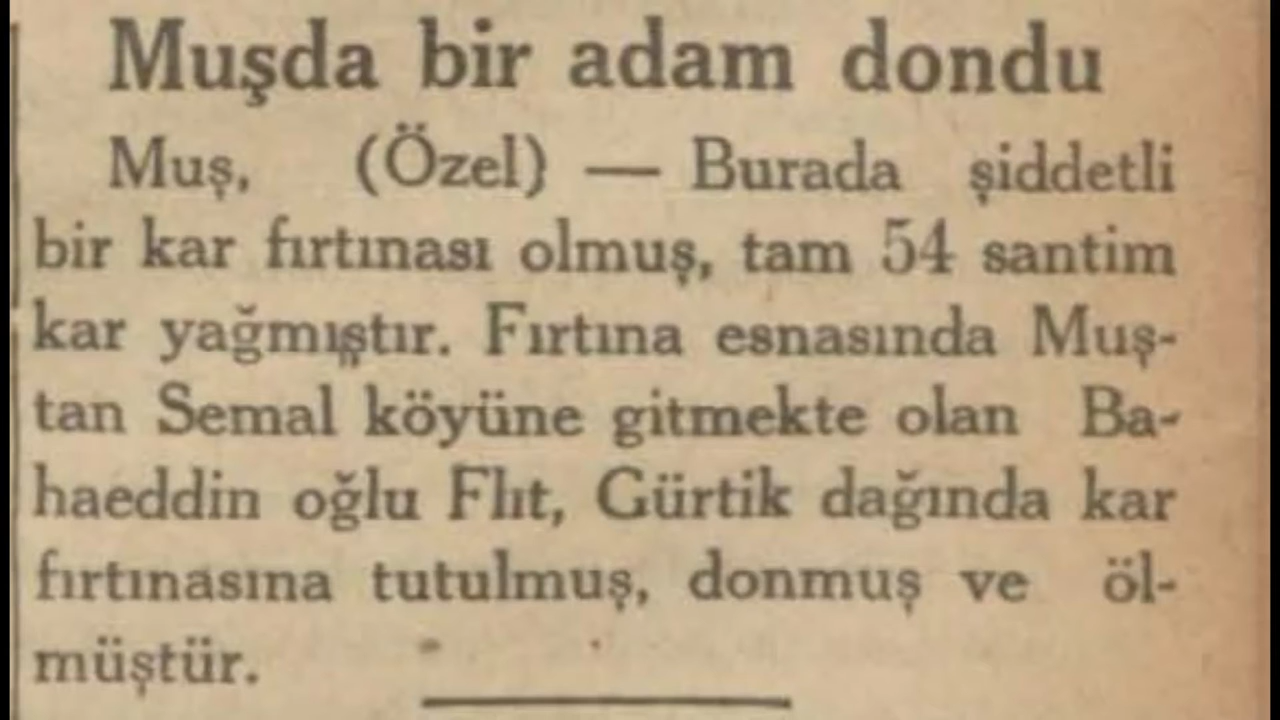 Muşda bir adam dondu
Muş, (Özel) — Burada şiddetli
bir kar fırtınası olmuş, tam 54 santim
kar yağmıştır. Fırtına esnasında Muş-
tan Semal köyüne gitmekte olan Ba-
haeddin oğlu Flıt, Gürtik dağında kar
fırtınasına tutulmuş, donmuş ve öl-
müştür.